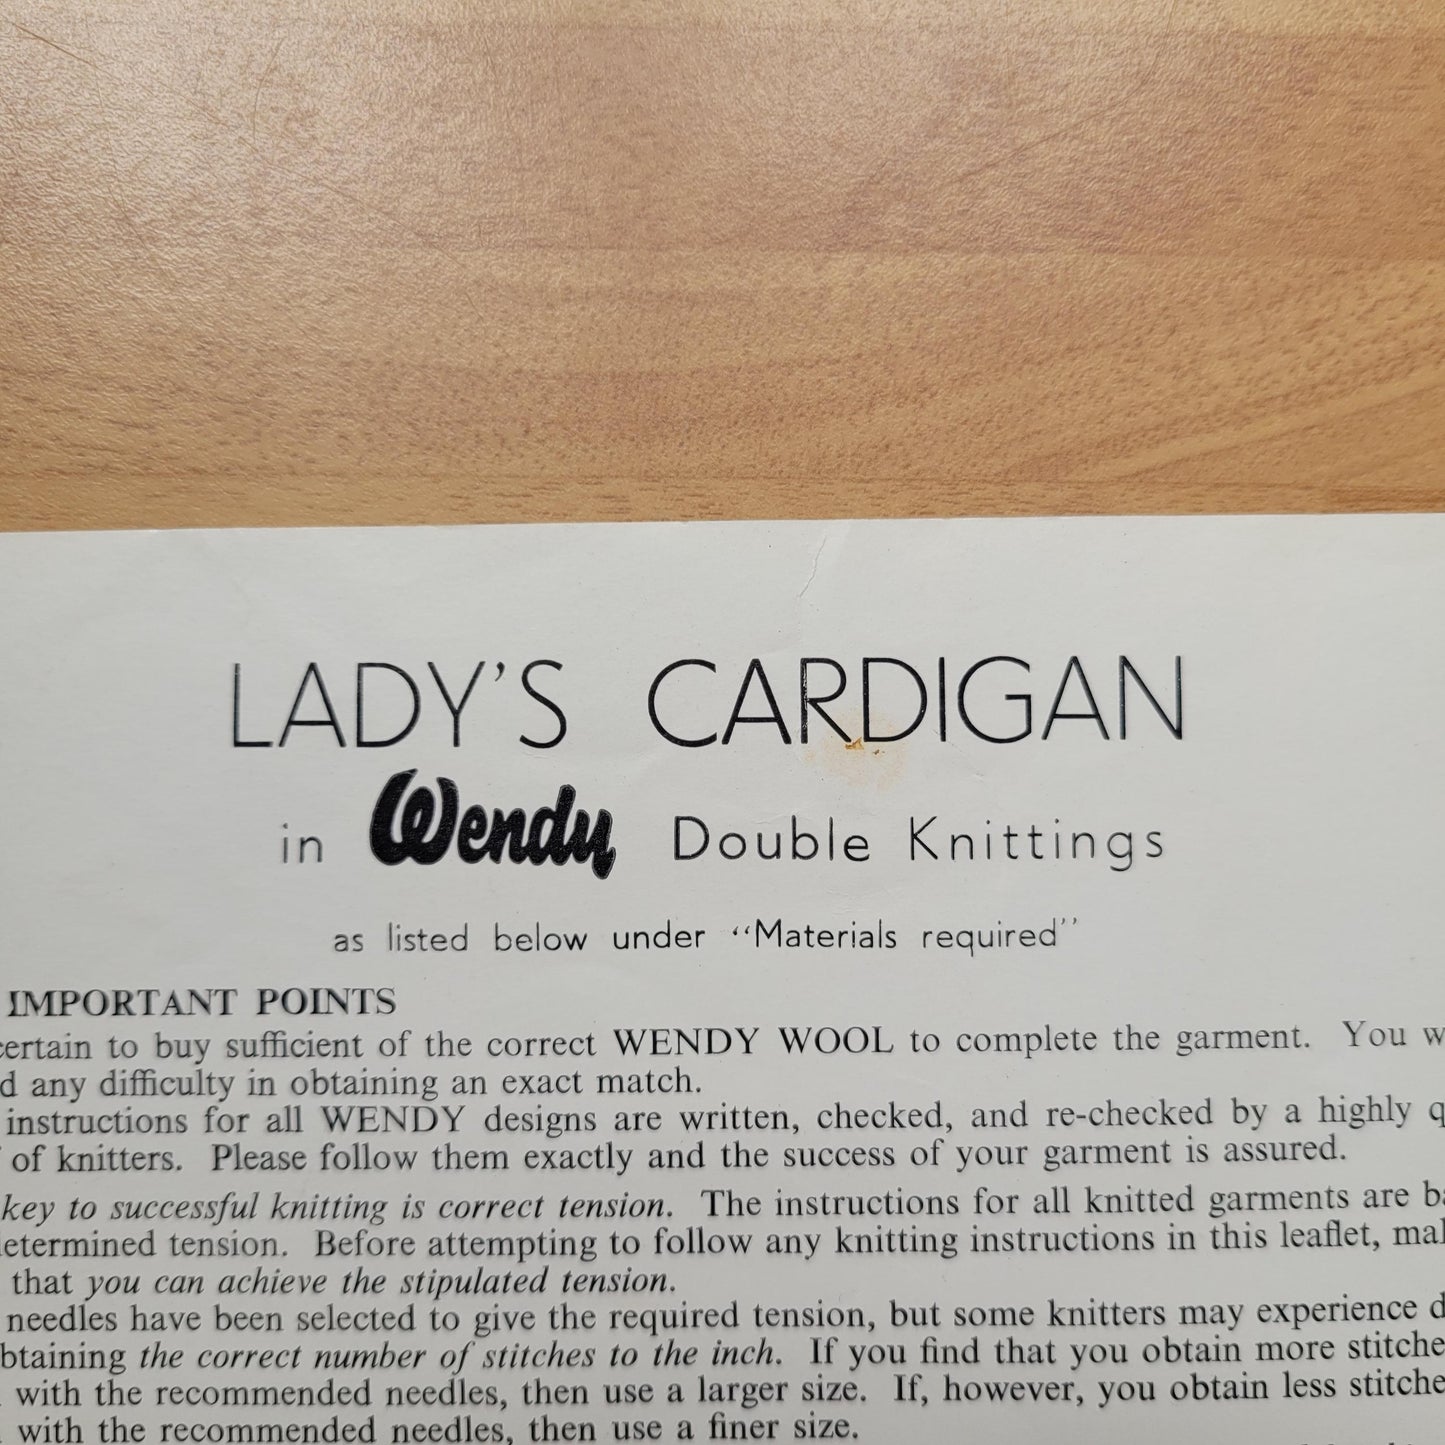 LADY'S CARDIGAN
in Wendy Double Knittings
as listed below under "Materials required"
IMPORTANT POINTS
certain to buy sufficient of the correct WENDY WOOL to complete the garment. You
any difficulty in obtaining an exact match.
instructions for all WENDY designs are written, checked, and re-checked by a highly
of knitters. Please follow them exactly and the success of your garment is assured.
key to successful knitting is correct tension. The instructions for all knitted garments are
determined tension. Before attempting to follow any knitting instructions in this leaflet,
that you can achieve the stipulated tension.
needles have been selected to give the required tension, but some knitters may experience
btaining the correct number of stitches to the inch. If you find that you obtain more stitche
with the recommended needles, then use a larger size. If, however, you obtain less stitche
with the recommended needles, then use a finer size.